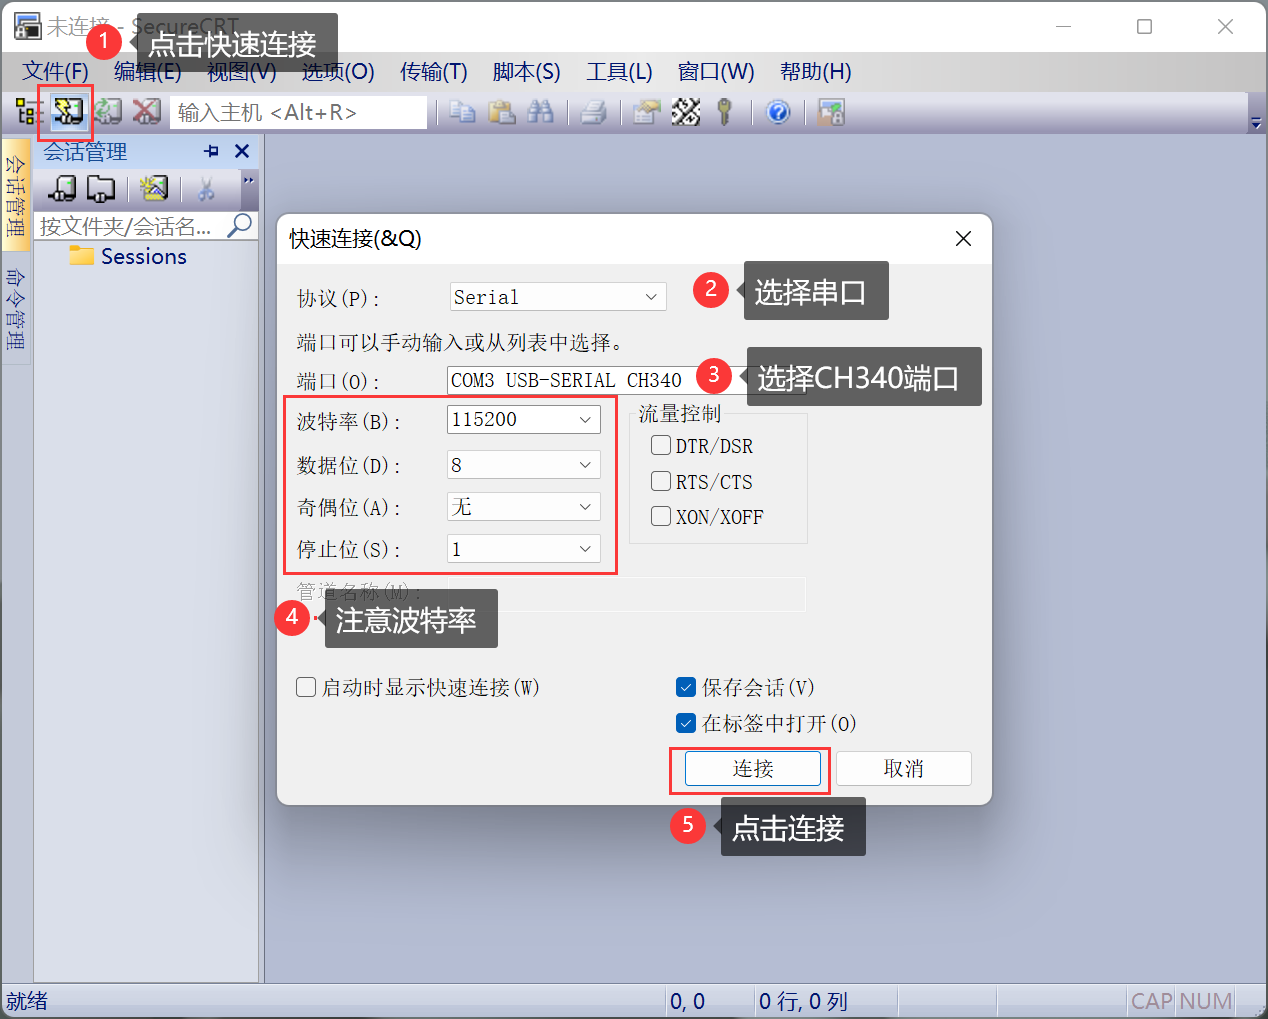 未连接 - SecureCRT
1
点击快速连接
文件(F) 编辑(E) 视图(V) 选项(O) 传输(T) 脚本(S) 工具(L) 窗口(W) 帮助(H)
输入主机 <Alt+R>
会话管理
会话管理
命令管理
按文件夹/会话名...
Sessions
快速连接(&Q)
协议(P): Serial
2
选择串口
端口可以手动输入或从列表中选择。
端口(O): COM3 USB-SERIAL CH340
3
选择CH340端口
波特率(B): 115200
数据位(D): 8
奇偶位(A): 无
停止位(S): 1
流量控制
DTR/DSR
RTS/CTS
XON/XOFF
管道名称(M):
4
注意波特率
启动时显示快速连接(W)
保存会话(V)
在标签中打开(O)
连接 取消
5
点击连接
就绪 0, 0 0 行, 0 列 CAP NUM